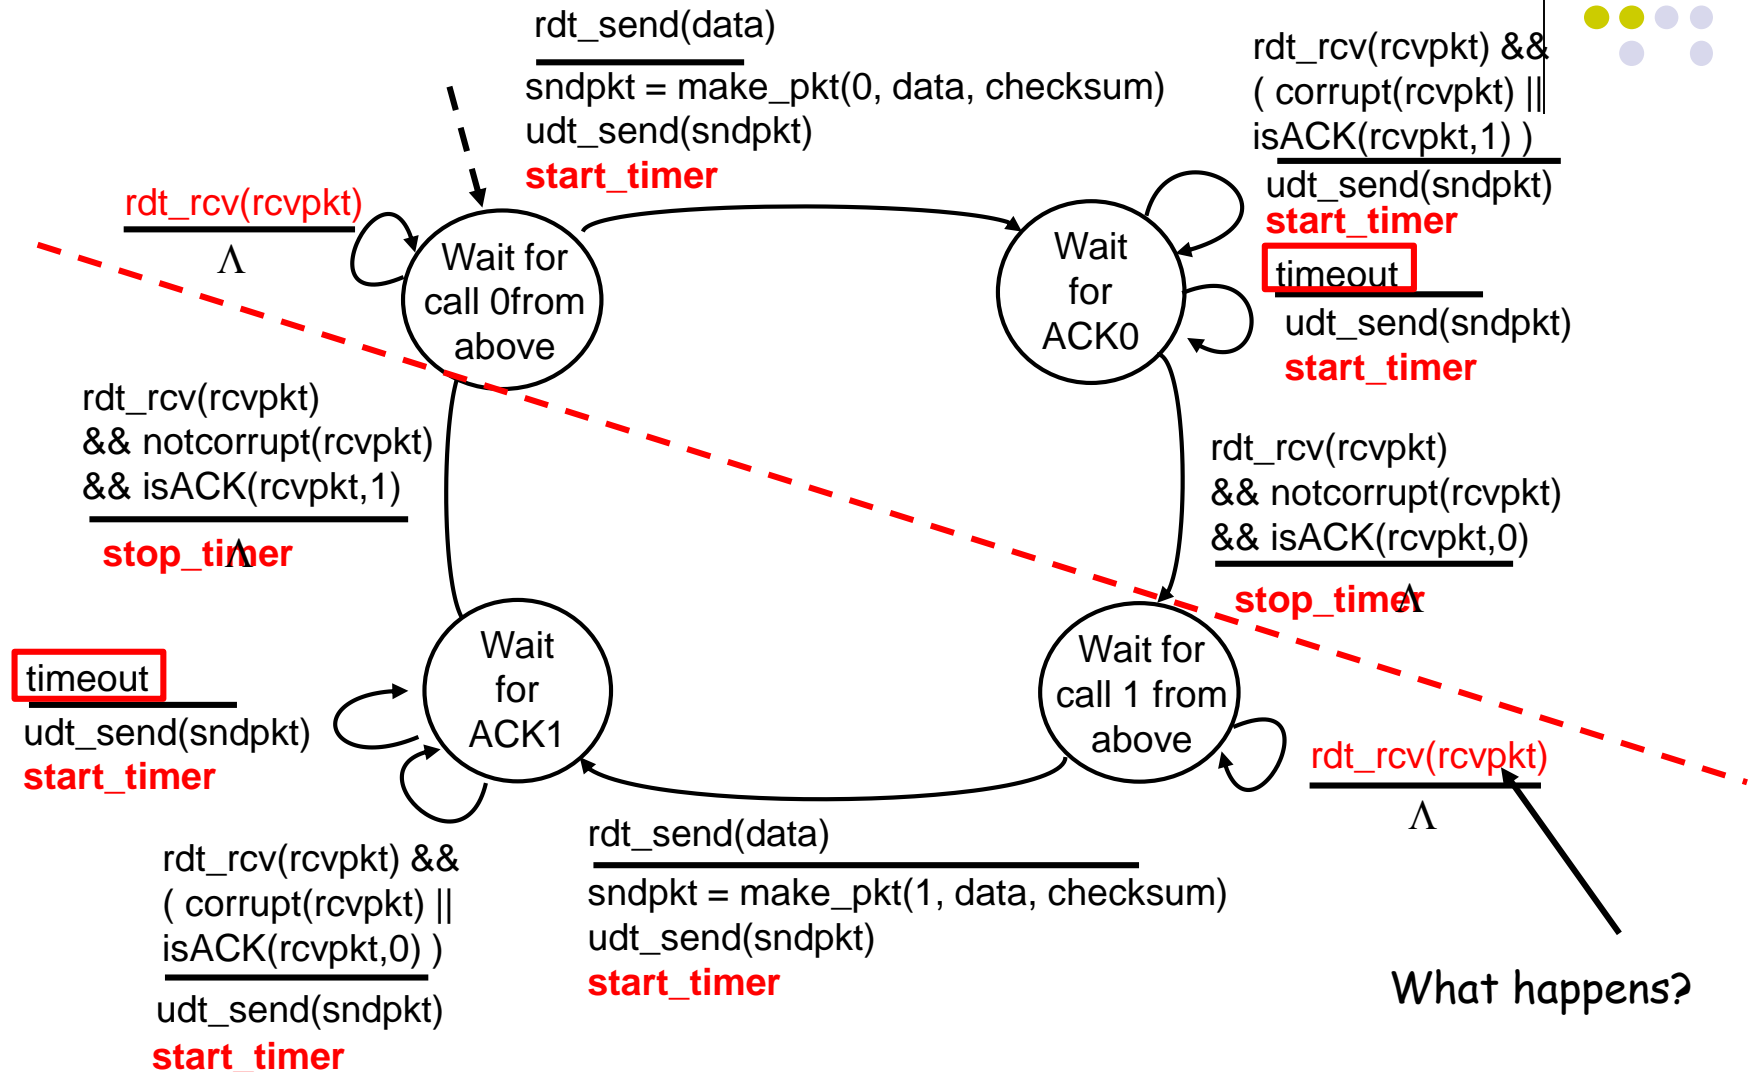 rdt_send(data)
sndpkt = make_pkt(0, data, checksum)
udt_send(sndpkt)
start_timer
rdt_rcv(rcvpkt) &&
( corrupt(rcvpkt) ||
isACK(rcvpkt,1) )
udt_send(sndpkt)
start_timer
timeout
udt_send(sndpkt)
start_timer
rdt_rcv(rcvpkt)
Λ
Wait for
call 0from
above
Wait
for
ACK0
rdt_rcv(rcvpkt)
&& notcorrupt(rcvpkt)
&& isACK(rcvpkt,1)
stop_timer
Λ
rdt_rcv(rcvpkt)
&& notcorrupt(rcvpkt)
&& isACK(rcvpkt,0)
stop_timer
Λ
timeout
udt_send(sndpkt)
start_timer
Wait
for
ACK1
Wait for
call 1 from
above
rdt_rcv(rcvpkt)
Λ
rdt_rcv(rcvpkt) &&
( corrupt(rcvpkt) ||
isACK(rcvpkt,0) )
udt_send(sndpkt)
start_timer
rdt_send(data)
sndpkt = make_pkt(1, data, checksum)
udt_send(sndpkt)
start_timer
What happens?